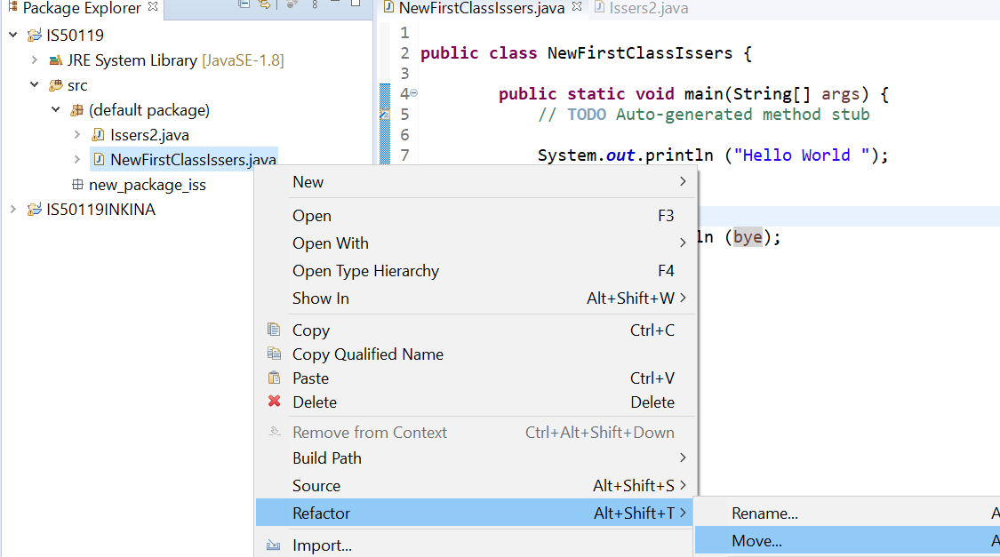 Package Explorer
IS50119
JRE System Library [JavaSE-1.8]
src
(default package)
Issers2.java
NewFirstClassIssers.java
new_package_iss
IS50119INKINA
NewFirstClassIssers.java Issers2.java
1
2 public class NewFirstClassIssers {
3
4 public static void main(String[] args) {
5 // TODO Auto-generated method stub
6
7 System.out.println ("Hello World ");
ln (bye);
New
Open F3
Open With
Open Type Hierarchy F4
Show In Alt+Shift+W
Copy Ctrl+C
Copy Qualified Name
Paste Ctrl+V
Delete Delete
Remove from Context Ctrl+Alt+Shift+Down
Build Path
Source Alt+Shift+S
Refactor Alt+Shift+T
Import...
Rename... A
Move... A